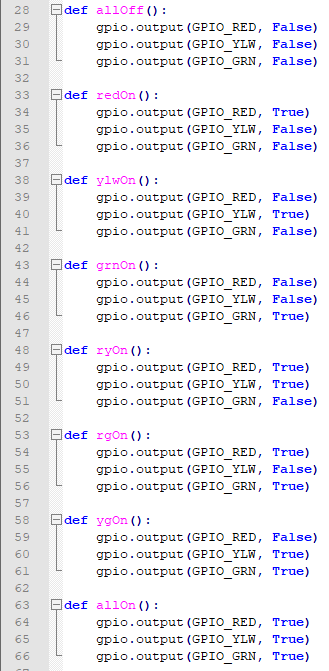 28 def allOff():
29 gpio.output(GPIO_RED, False)
30 gpio.output(GPIO_YLW, False)
31 gpio.output(GPIO_GRN, False)
32
33 def redOn():
34 gpio.output(GPIO_RED, True)
35 gpio.output(GPIO_YLW, False)
36 gpio.output(GPIO_GRN, False)
37
38 def ylwOn():
39 gpio.output(GPIO_RED, False)
40 gpio.output(GPIO_YLW, True)
41 gpio.output(GPIO_GRN, False)
42
43 def grnOn():
44 gpio.output(GPIO_RED, False)
45 gpio.output(GPIO_YLW, False)
46 gpio.output(GPIO_GRN, True)
47
48 def ryOn():
49 gpio.output(GPIO_RED, True)
50 gpio.output(GPIO_YLW, True)
51 gpio.output(GPIO_GRN, False)
52
53 def rgOn():
54 gpio.output(GPIO_RED, True)
55 gpio.output(GPIO_YLW, False)
56 gpio.output(GPIO_GRN, True)
57
58 def ygOn():
59 gpio.output(GPIO_RED, False)
60 gpio.output(GPIO_YLW, True)
61 gpio.output(GPIO_GRN, True)
62
63 def allOn():
64 gpio.output(GPIO_RED, True)
65 gpio.output(GPIO_YLW, True)
66 gpio.output(GPIO_GRN, True)